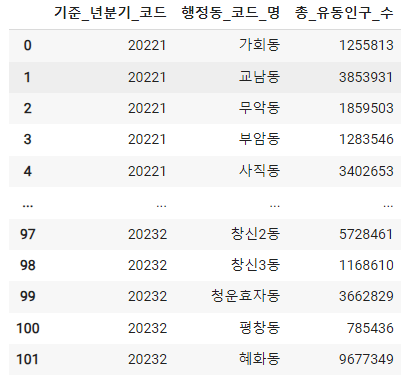 기준_년분기_코드 행정동_코드_명 총_유동인구_수
0 20221 가회동 1255813
1 20221 교남동 3853931
2 20221 무악동 1859503
3 20221 부암동 1283546
4 20221 사직동 3402653
... ... ... ...
97 20232 창신2동 5728461
98 20232 창신3동 1168610
99 20232 청운효자동 3662829
100 20232 평창동 785436
101 20232 혜화동 9677349